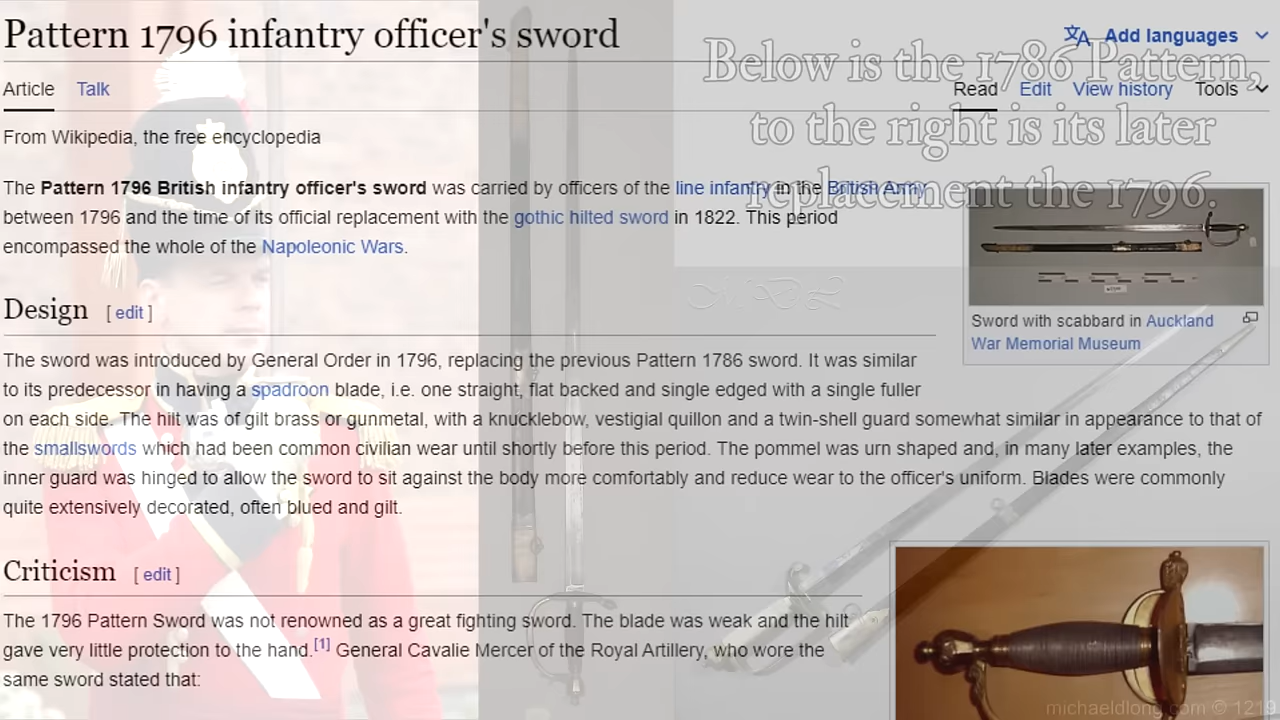 Pattern 1796 infantry officer's sword
Add languages
Article Talk
Read Edit View history Tools
From Wikipedia, the free encyclopedia
Below is the 1786 Pattern,
to the right is its later
replacement the 1796.
The Pattern 1796 British infantry officer's sword was carried by officers of the line infantry in the British Army
between 1796 and the time of its official replacement with the gothic hilted sword in 1822. This period
encompassed the whole of the Napoleonic Wars.
NBL
Design [ edit ]
Sword with scabbard in Auckland
War Memorial Museum
The sword was introduced by General Order in 1796, replacing the previous Pattern 1786 sword. It was similar
to its predecessor in having a spadroon blade, i.e. one straight, flat backed and single edged with a single fuller
on each side. The hilt was of gilt brass or gunmetal, with a knucklebow, vestigial quillon and a twin-shell guard somewhat similar in appearance to that of
the smallswords which had been common civilian wear until shortly before this period. The pommel was urn shaped and, in many later examples, the
inner guard was hinged to allow the sword to sit against the body more comfortably and reduce wear to the officer's uniform. Blades were commonly
quite extensively decorated, often blued and gilt.
Criticism [ edit ]
The 1796 Pattern Sword was not renowned as a great fighting sword. The blade was weak and the hilt
gave very little protection to the hand.[1] General Cavalie Mercer of the Royal Artillery, who wore the
same sword stated that:
michaeldlong.com © 1219